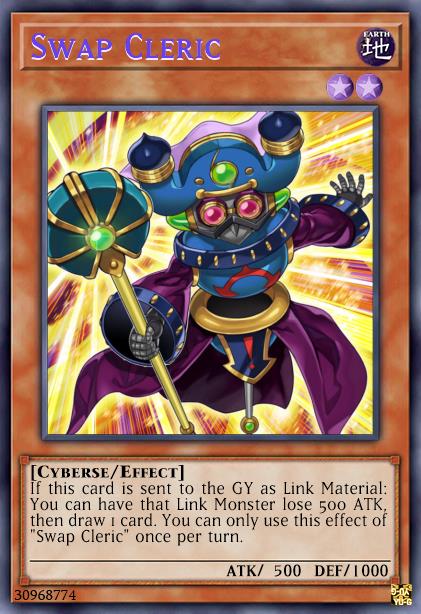 Swap Cleric
EARTH
地
[Cyberse/Effect]
If this card is sent to the GY as Link Material:
You can have that Link Monster lose 500 ATK,
then draw 1 card. You can only use this effect of
"Swap Cleric" once per turn.
ATK/ 500 DEF/1000
30968774